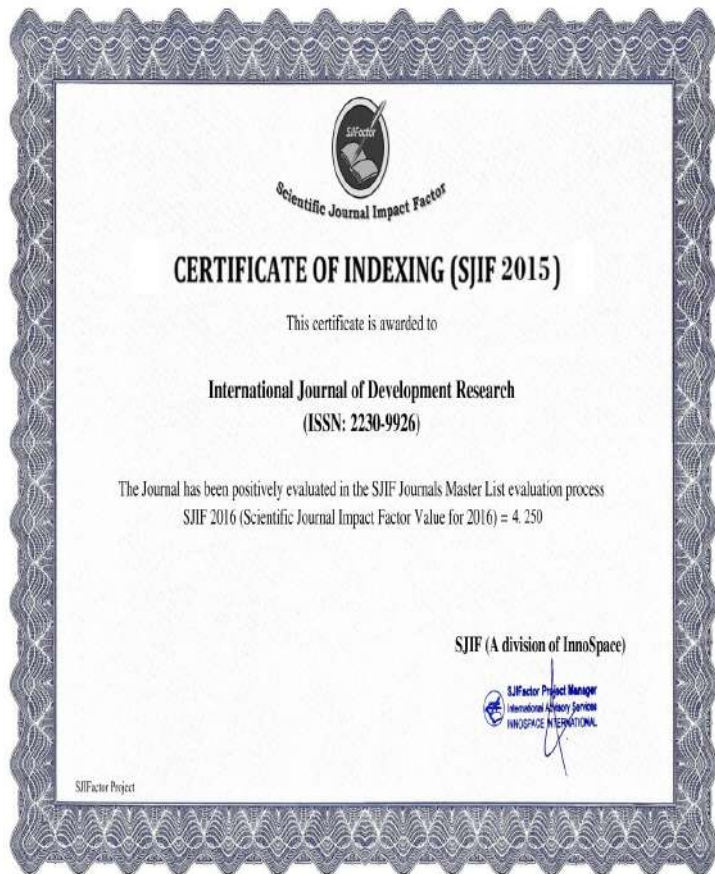 SJIFactor
Scientific Journal Impact Factor
CERTIFICATE OF INDEXING (SJIF 2015)
This certificate is awarded to
International Journal of Development Research
(ISSN: 2230-9926)
The Journal has been positively evaluated in the SJIF Journals Master List evaluation process
SJIF 2016 (Scientific Journal Impact Factor Value for 2016) = 4. 250
SJIF (A division of InnoSpace)
SJIFactor Project Manager
International Advisory Services
INNOSPACE INTERNATIONAL
SJIFactor Project